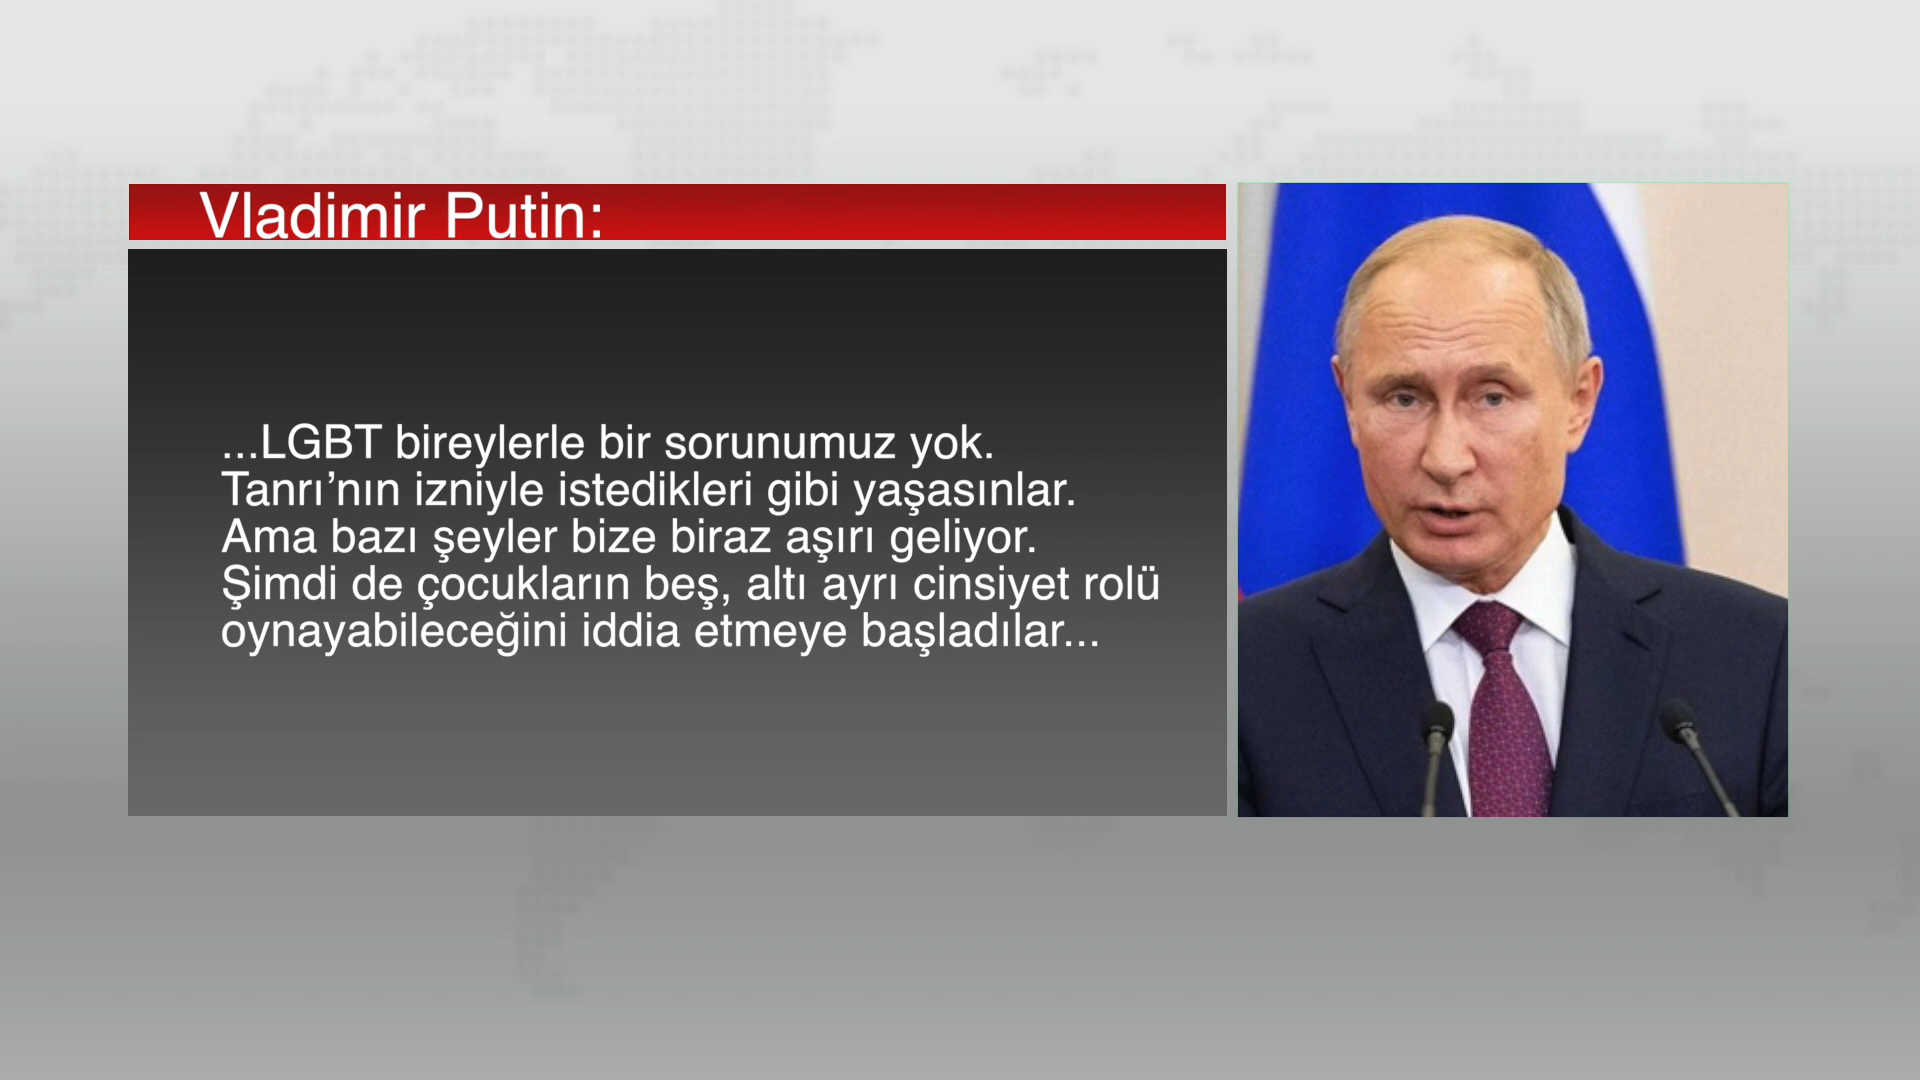 Vladimir Putin:
...LGBT bireylerle bir sorunumuz yok.
Tanrı’nın izniyle istedikleri gibi yaşasınlar.
Ama bazı şeyler bize biraz aşırı geliyor.
Şimdi de çocukların beş, altı ayrı cinsiyet rolü
oynayabileceğini iddia etmeye başladılar...